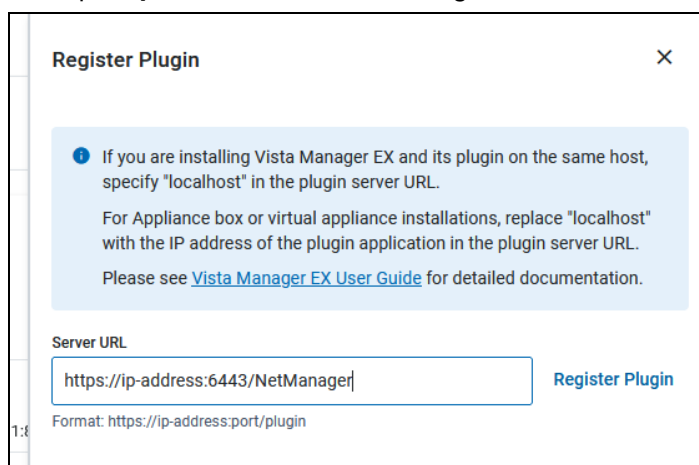 Register Plugin
If you are installing Vista Manager EX and its plugin on the same host,
specify "localhost" in the plugin server URL.
For Appliance box or virtual appliance installations, replace "localhost"
with the IP address of the plugin application in the plugin server URL.
Please see Vista Manager EX User Guide for detailed documentation.
Server URL
https://ip-address:6443/NetManager
Register Plugin
Format: https://ip-address:port/plugin